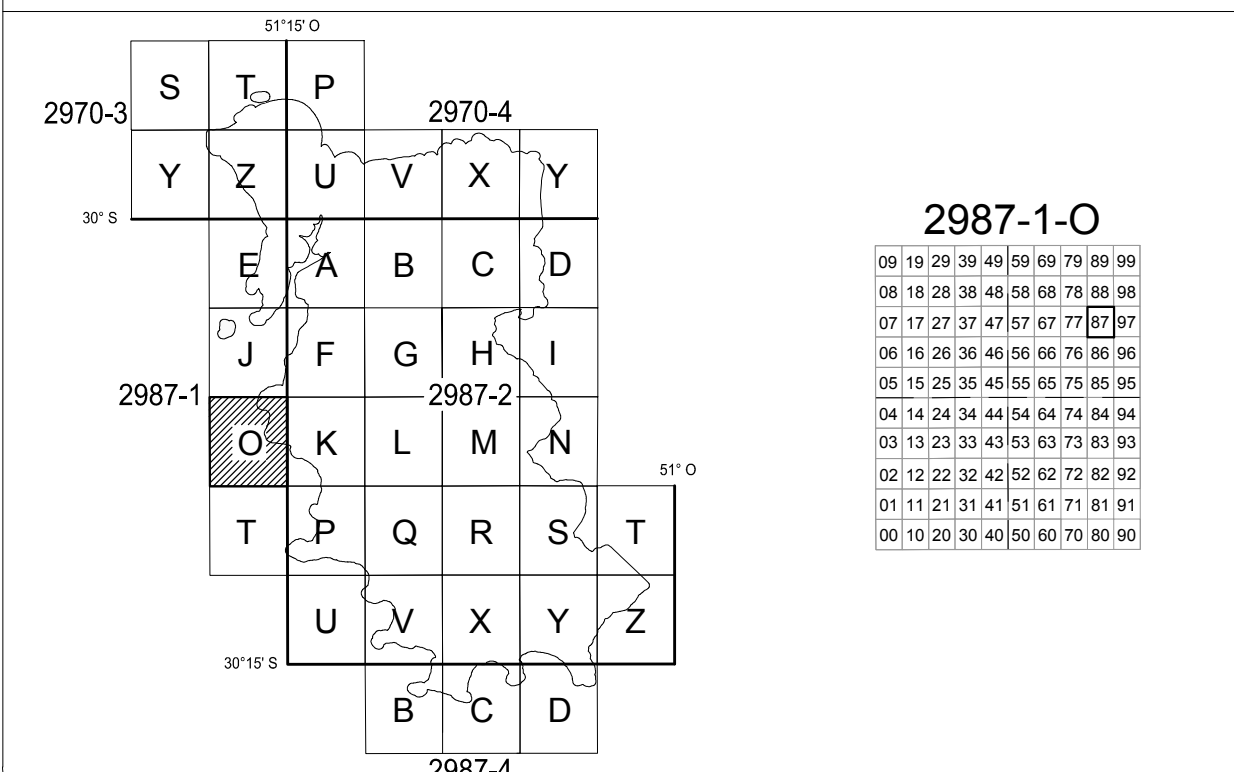 51°15' O
S T P
2970-3 2970-4
Y Z U V X Y
30° S
E A B C D
J F G H I
2987-1 2987-2
O K L M N
51° O
T P Q R S T
U V X Y Z
30°15' S
B C D
2987-4
2987-1-O
09 19 29 39 49 59 69 79 89 99
08 18 28 38 48 58 68 78 88 98
07 17 27 37 47 57 67 77 87 97
06 16 26 36 46 56 66 76 86 96
05 15 25 35 45 55 65 75 85 95
04 14 24 34 44 54 64 74 84 94
03 13 23 33 43 53 63 73 83 93
02 12 22 32 42 52 62 72 82 92
01 11 21 31 41 51 61 71 81 91
00 10 20 30 40 50 60 70 80 90